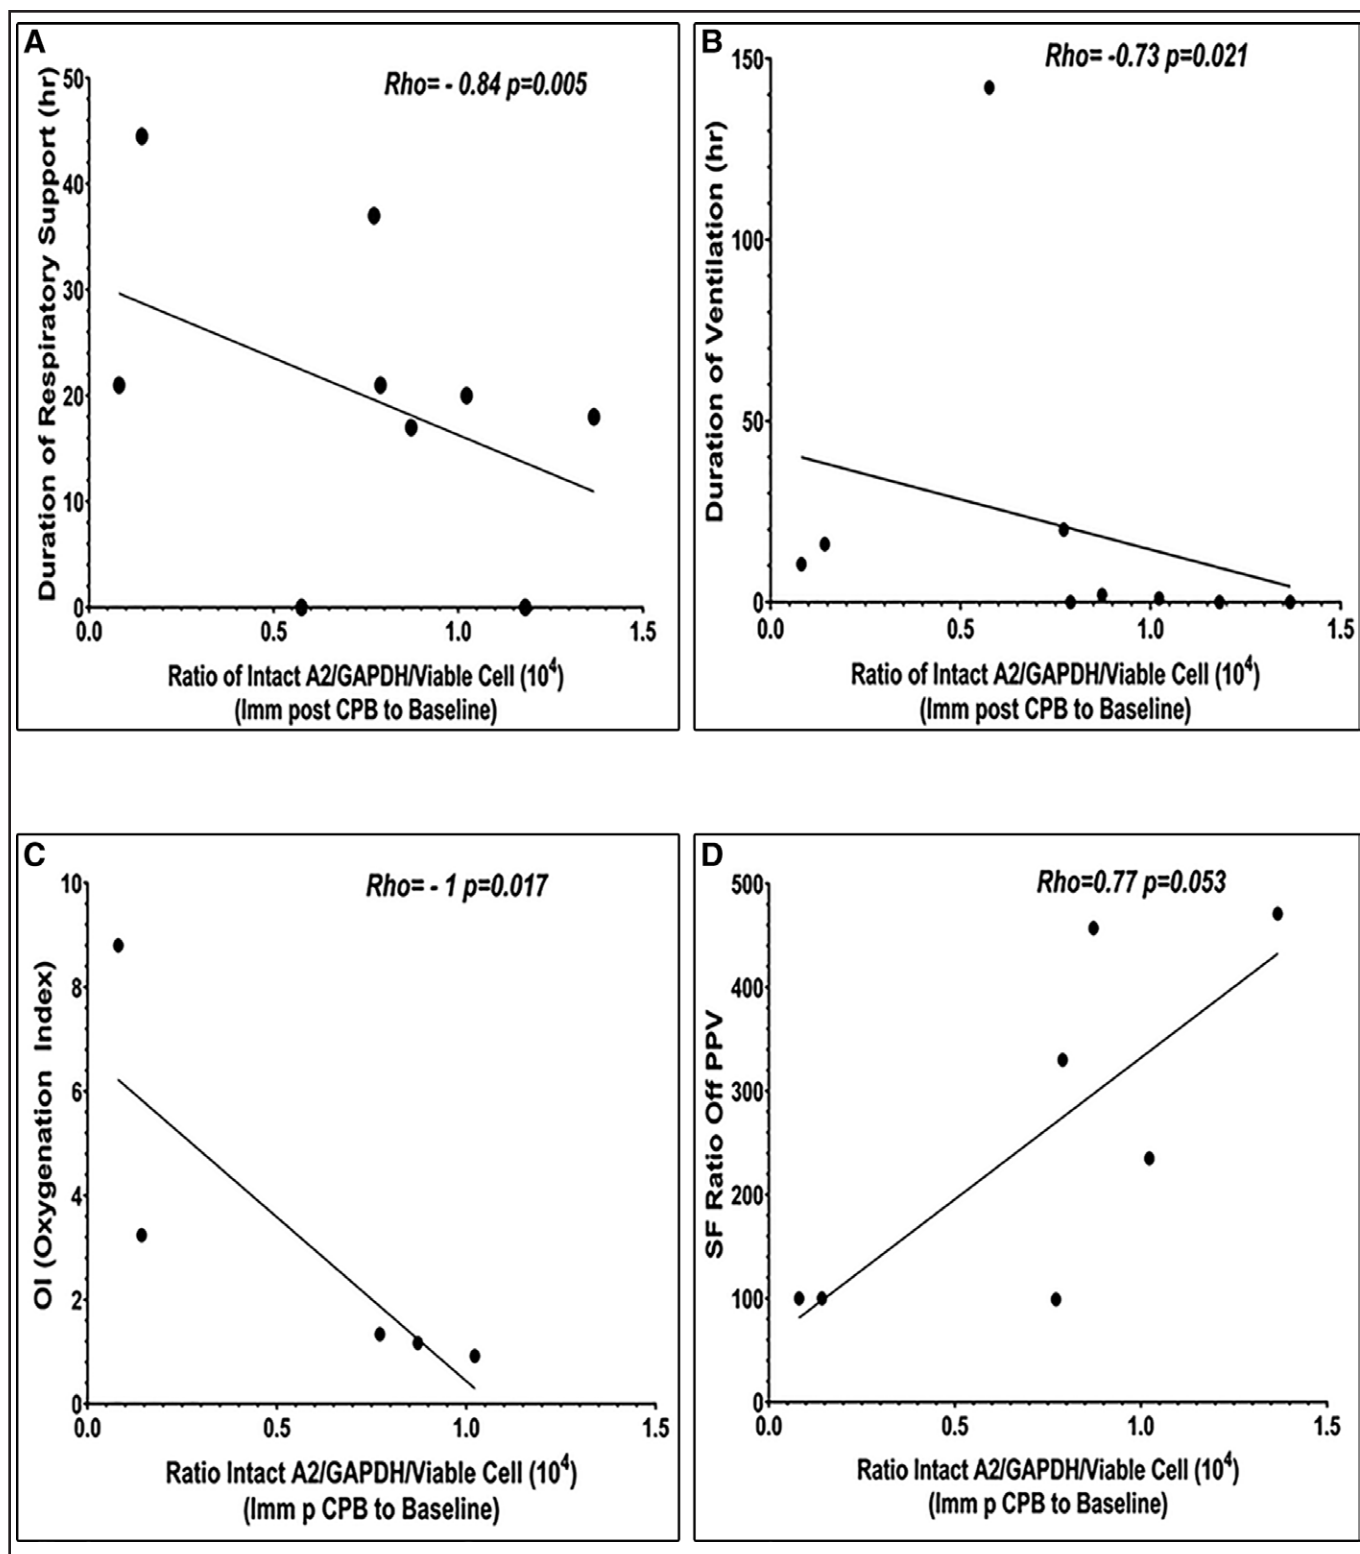 A
Rho= - 0.84 p=0.005
Duration of Respiratory Support (hr)
50
40
30
20
10
0
0.0 0.5 1.0 1.5
Ratio of Intact A2/GAPDH/Viable Cell (10⁴)
(Imm post CPB to Baseline)
B
Rho= -0.73 p=0.021
Duration of Ventilation (hr)
150
100
50
0
0.0 0.5 1.0 1.5
Ratio of Intact A2/GAPDH/Viable Cell (10⁴)
(Imm post CPB to Baseline)
C
Rho= - 1 p=0.017
OI (Oxygenation Index)
10
8
6
4
2
0
0.0 0.5 1.0 1.5
Ratio Intact A2/GAPDH/Viable Cell (10⁴)
(Imm p CPB to Baseline)
D
Rho=0.77 p=0.053
SF Ratio Off PPV
500
400
300
200
100
0
0.0 0.5 1.0 1.5
Ratio Intact A2/GAPDH/Viable Cell (10⁴)
(Imm p CPB to Baseline)